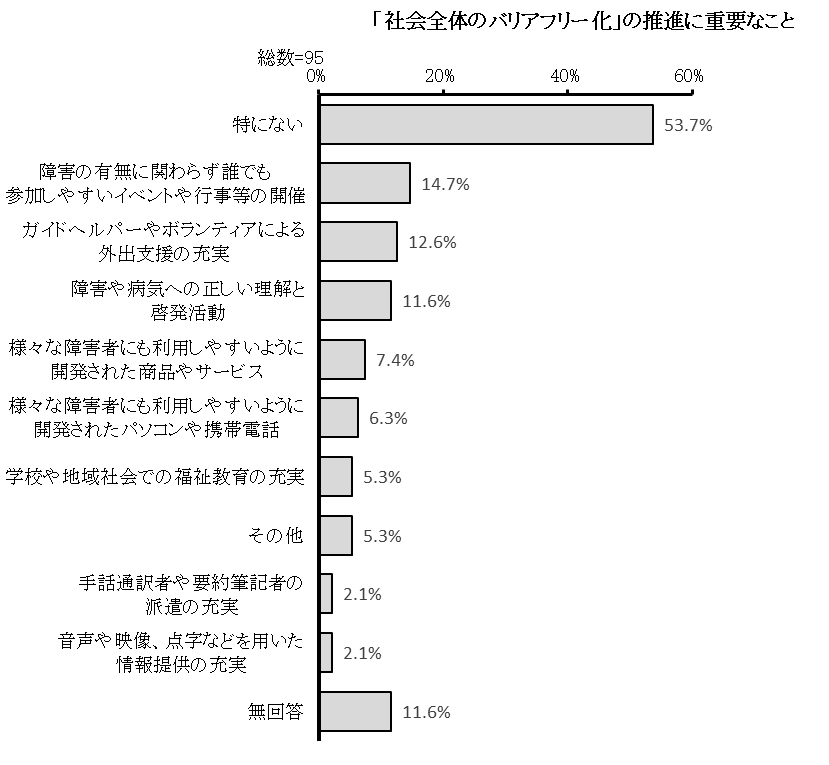 「社会全体のバリアフリー化」の推進に重要なこと
総数=95
0% 20% 40% 60%
特にない 53.7%
障害の有無に関わらず誰でも
参加しやすいイベントや行事等の開催 14.7%
ガイドヘルパーやボランティアによる
外出支援の充実 12.6%
障害や病気への正しい理解と
啓発活動 11.6%
様々な障害者にも利用しやすいように
開発された商品やサービス 7.4%
様々な障害者にも利用しやすいように
開発されたパソコンや携帯電話 6.3%
学校や地域社会での福祉教育の充実 5.3%
その他 5.3%
手話通訳者や要約筆記者の
派遣の充実 2.1%
音声や映像、点字などを用いた
情報提供の充実 2.1%
無回答 11.6%